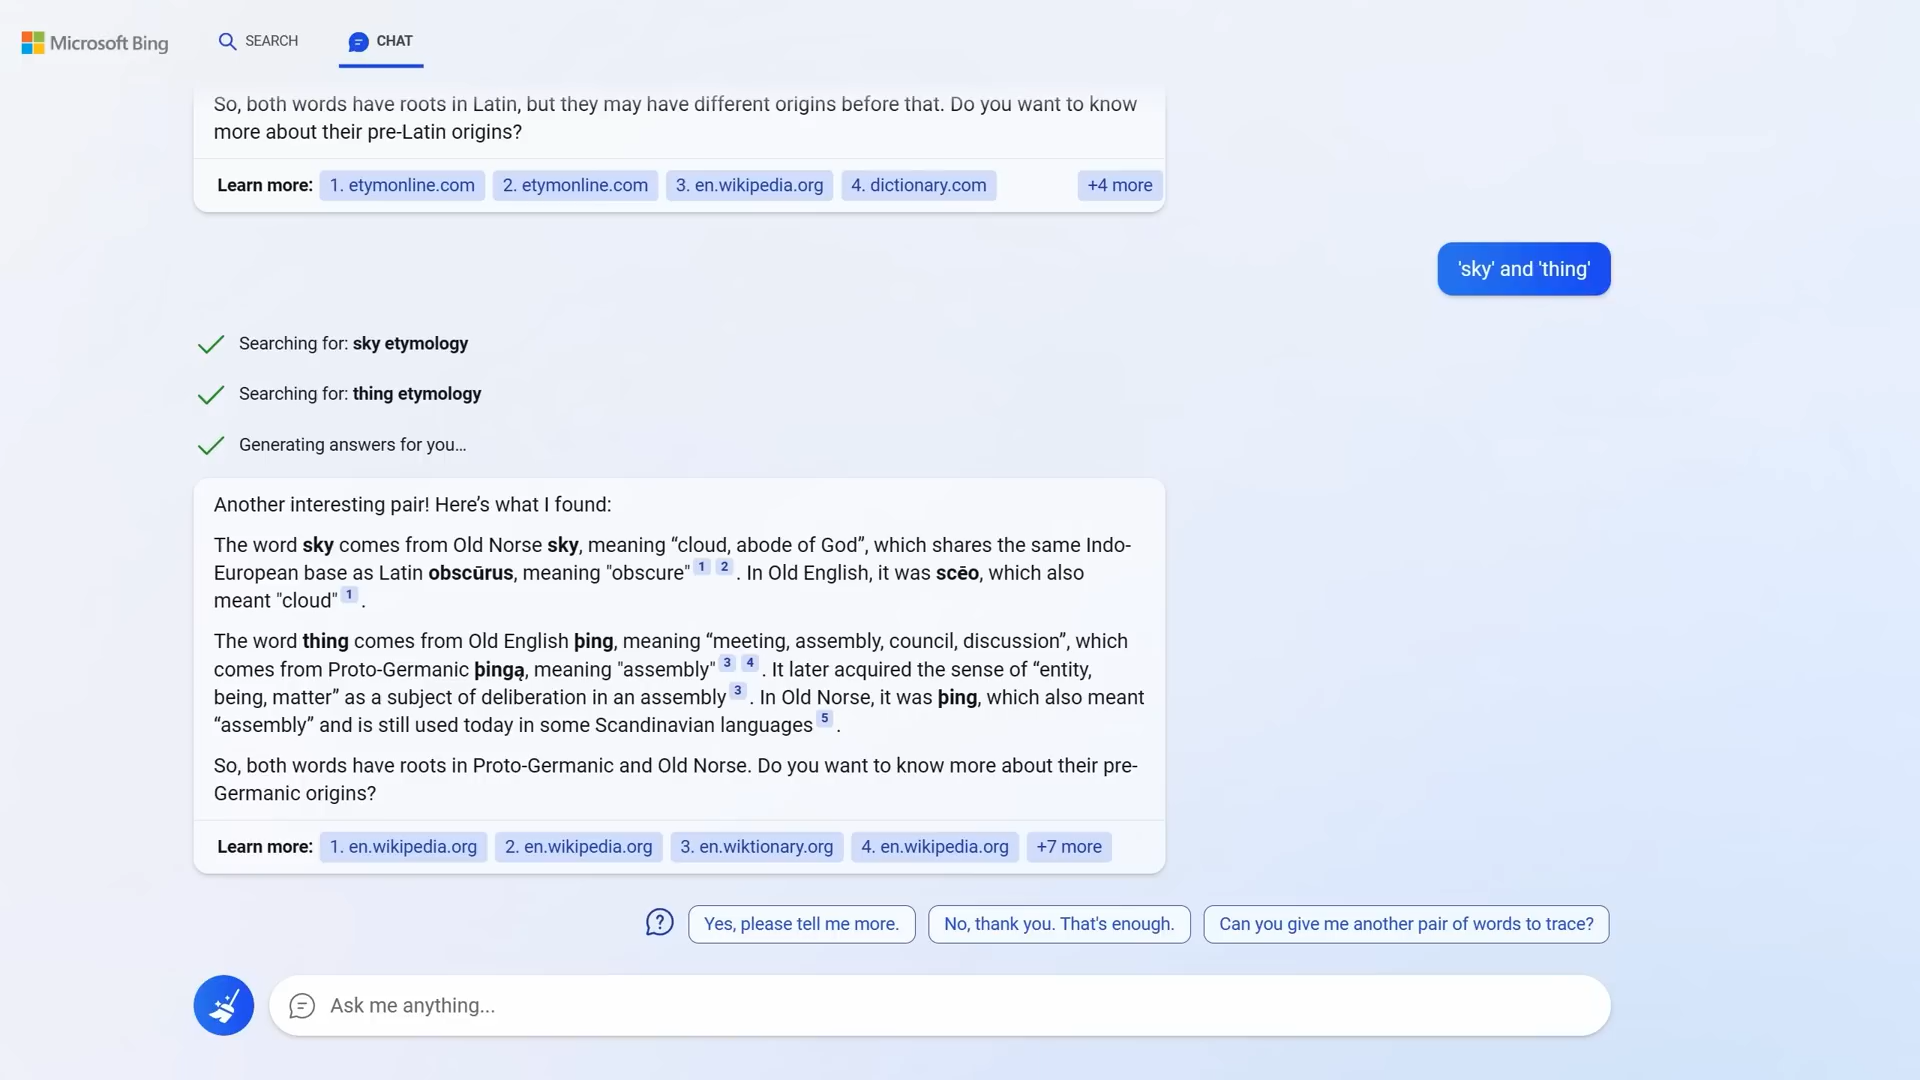 Microsoft Bing
SEARCH
CHAT
So, both words have roots in Latin, but they may have different origins before that. Do you want to know
more about their pre-Latin origins?
Learn more: 1. etymonline.com 2. etymonline.com 3. en.wikipedia.org 4. dictionary.com +4 more
'sky' and 'thing'
Searching for: sky etymology
Searching for: thing etymology
Generating answers for you…
Another interesting pair! Here’s what I found:
The word sky comes from Old Norse sky, meaning “cloud, abode of God”, which shares the same Indo-
European base as Latin obscūrus, meaning "obscure" 1 2 . In Old English, it was scēo, which also
meant "cloud" 1 .
The word thing comes from Old English þing, meaning “meeting, assembly, council, discussion”, which
comes from Proto-Germanic þingą, meaning "assembly" 3 4 . It later acquired the sense of “entity,
being, matter” as a subject of deliberation in an assembly 3 . In Old Norse, it was þing, which also meant
“assembly” and is still used today in some Scandinavian languages 5 .
So, both words have roots in Proto-Germanic and Old Norse. Do you want to know more about their pre-
Germanic origins?
Learn more: 1. en.wikipedia.org 2. en.wikipedia.org 3. en.wiktionary.org 4. en.wikipedia.org +7 more
Yes, please tell me more.
No, thank you. That's enough.
Can you give me another pair of words to trace?
Ask me anything...